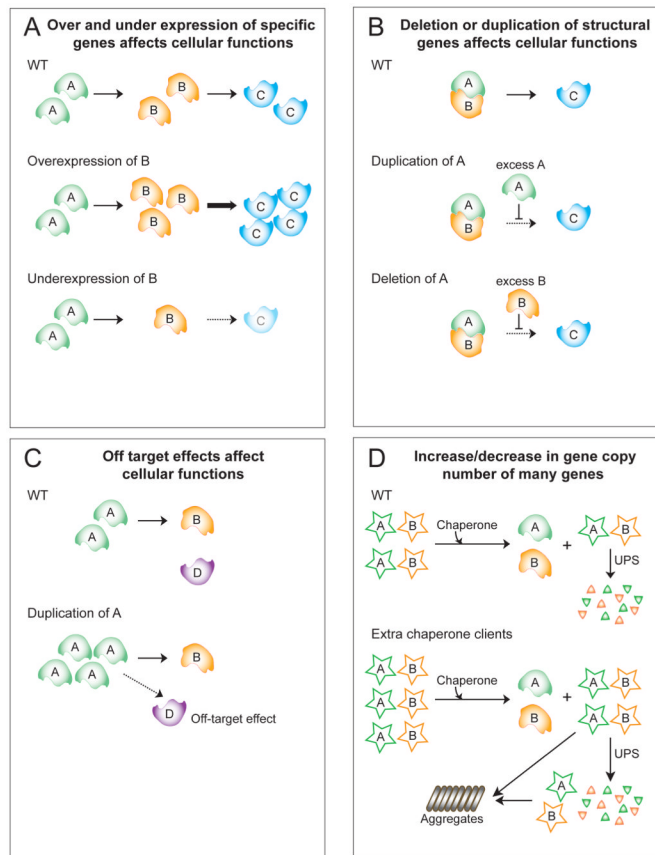 A Over and under expression of specific
genes affects cellular functions
WT
A
A
B
B
C
C
Overexpression of B
A
A
B
B
B
C
C
C
C
Underexpression of B
A
A
B
C
B Deletion or duplication of structural
genes affects cellular functions
WT
A
B
C
Duplication of A
excess A
A
A
B
C
Deletion of A
excess B
B
A
B
C
C Off target effects affect
cellular functions
WT
A
A
B
D
Duplication of A
A A
A A
B
D Off-target effect
D Increase/decrease in gene copy
number of many genes
WT
A B
A B
Chaperone
A
B
+
A B
UPS
Extra chaperone clients
A B
A B
A B
Chaperone
A
B
+
A B
A B
UPS
A
B
Aggregates